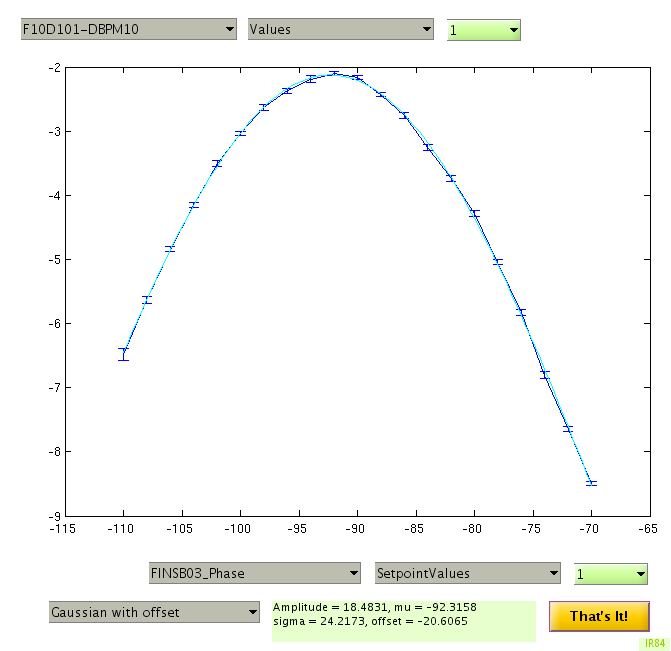 F10D101-DBPM10 Values 1
-2
-3
-4
-5
-6
-7
-8
-9
-115 -110 -105 -100 -95 -90 -85 -80 -75 -70 -65
FINSB03_Phase SetpointValues 1
Gaussian with offset
Amplitude = 18.4831, mu = -92.3158
sigma = 24.2173, offset = -20.6065
That's It!
IR84